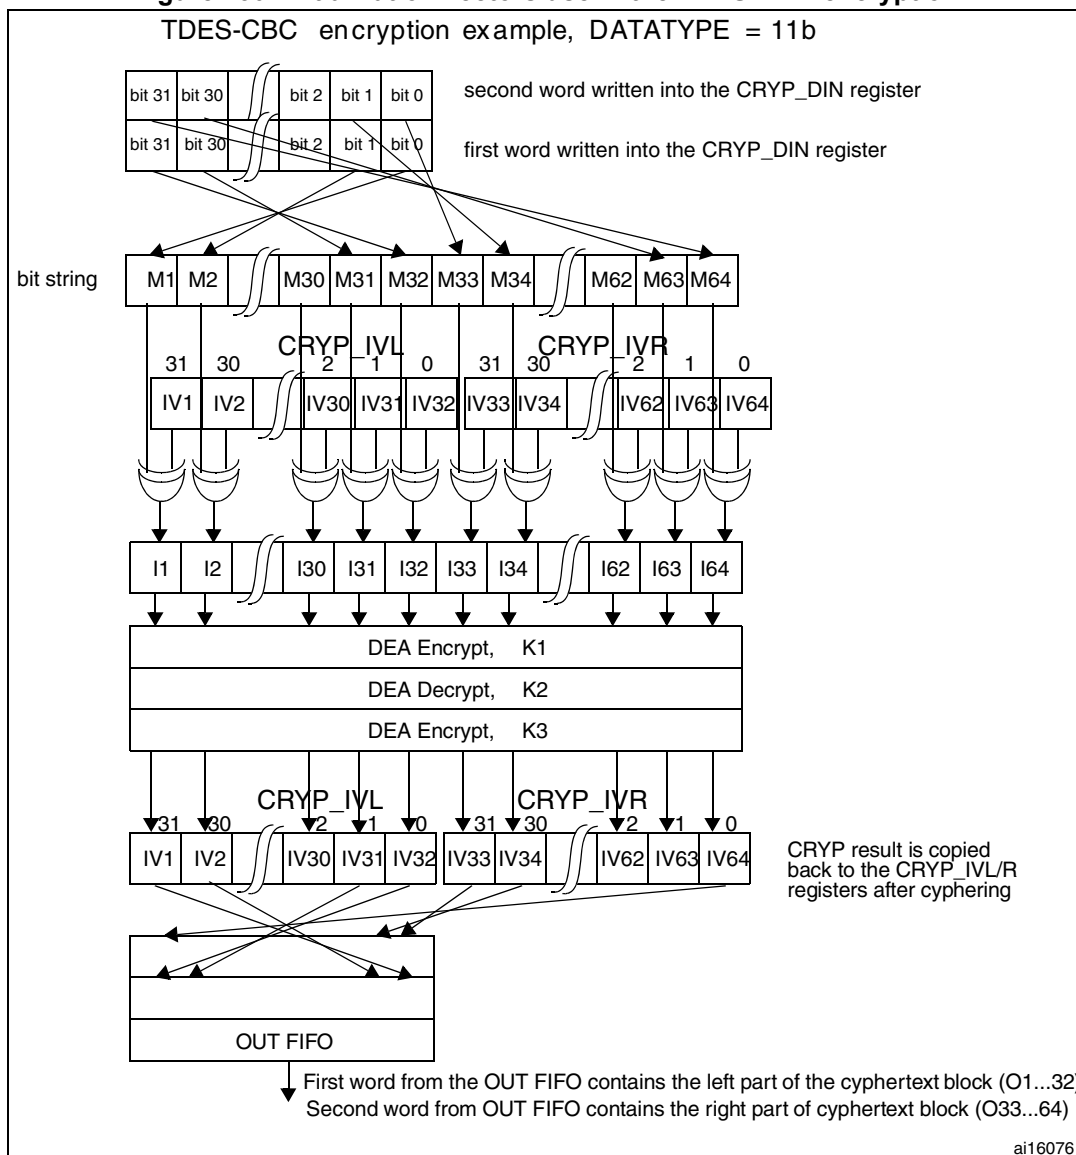 TDES-CBC encryption example, DATATYPE = 11b
bit 31 bit 30 bit 2 bit 1 bit 0 second word written into the CRYP_DIN register
bit 31 bit 30 bit 2 bit 1 bit 0 first word written into the CRYP_DIN register
bit string M1 M2 M30 M31 M32 M33 M34 M62 M63 M64
CRYP_IVL CRYP_IVR
31 30 2 1 0 31 30 2 1 0
IV1 IV2 IV30 IV31 IV32 IV33 IV34 IV62 IV63 IV64
I1 I2 I30 I31 I32 I33 I34 I62 I63 I64
DEA Encrypt, K1
DEA Decrypt, K2
DEA Encrypt, K3
CRYP_IVL CRYP_IVR
31 30 2 1 0 31 30 2 1 0
IV1 IV2 IV30 IV31 IV32 IV33 IV34 IV62 IV63 IV64
CRYP result is copied
back to the CRYP_IVL/R
registers after cyphering
OUT FIFO
First word from the OUT FIFO contains the left part of the cyphertext block (O1...32)
Second word from OUT FIFO contains the right part of cyphertext block (O33...64)
ai16076